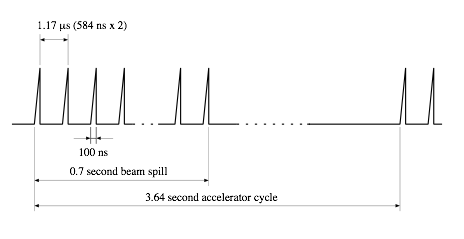 1.17 μs (584 ns x 2)
100 ns
0.7 second beam spill
3.64 second accelerator cycle